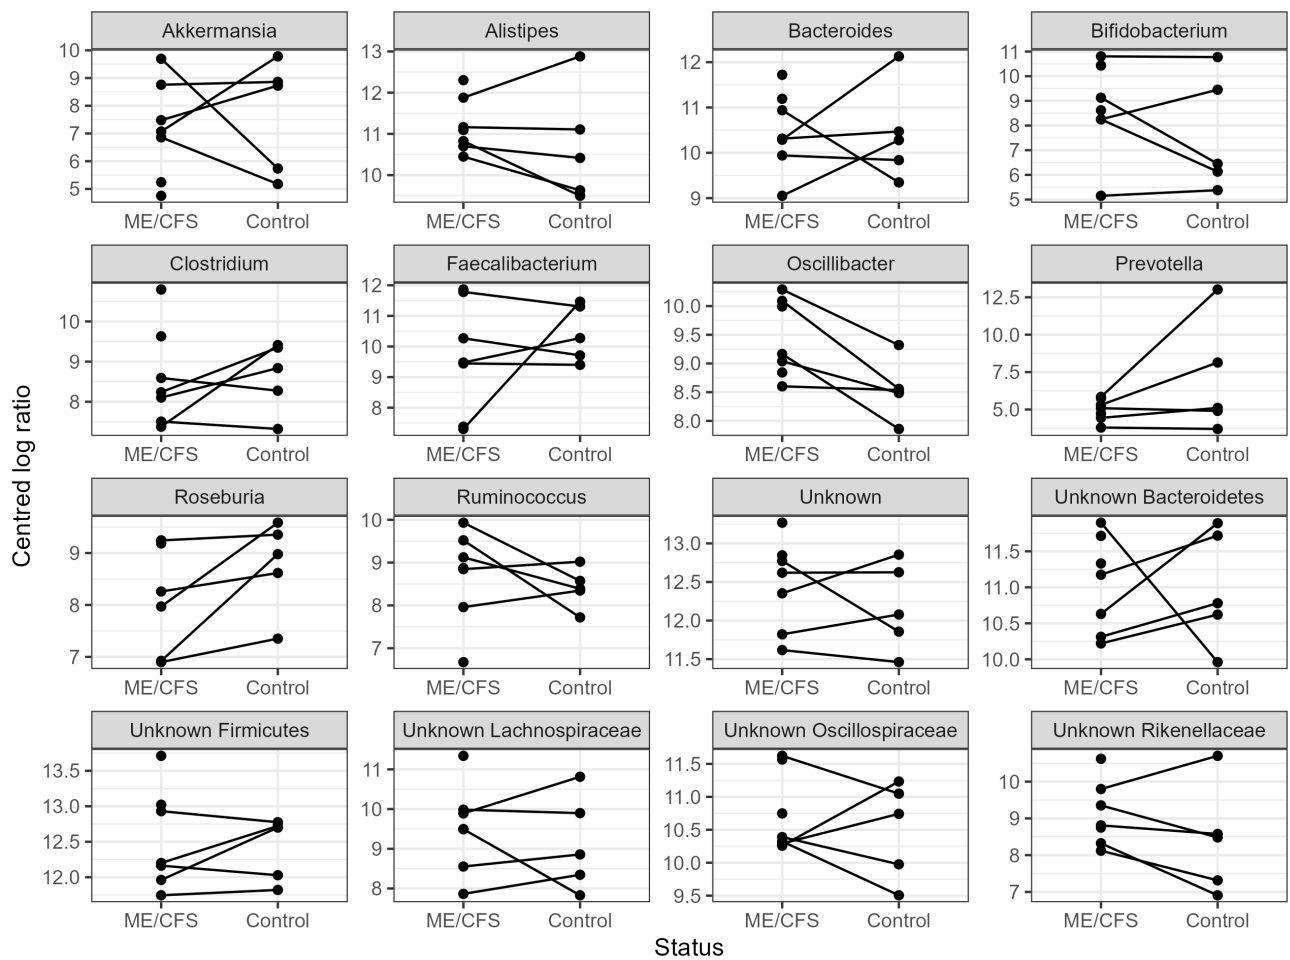 Akkermansia
Alistipes
Bacteroides
Bifidobacterium
10
9
8
7
6
5
13
12
11
10
12
11
10
9
11
10
9
8
7
6
5
ME/CFS Control
ME/CFS Control
ME/CFS Control
ME/CFS Control
Clostridium
Faecalibacterium
Oscillibacter
Prevotella
10
9
8
12
11
10
9
8
10.0
9.5
9.0
8.5
8.0
12.5
10.0
7.5
5.0
ME/CFS Control
ME/CFS Control
ME/CFS Control
ME/CFS Control
Centred log ratio
Roseburia
Ruminococcus
Unknown
Unknown Bacteroidetes
9
8
7
10
9
8
7
13.0
12.5
12.0
11.5
11.5
11.0
10.5
10.0
ME/CFS Control
ME/CFS Control
ME/CFS Control
ME/CFS Control
Unknown Firmicutes
Unknown Lachnospiraceae
Unknown Oscillospiraceae
Unknown Rikenellaceae
13.5
13.0
12.5
12.0
11
10
9
8
11.5
11.0
10.5
10.0
9.5
10
9
8
7
ME/CFS Control
ME/CFS Control
ME/CFS Control
ME/CFS Control
Status